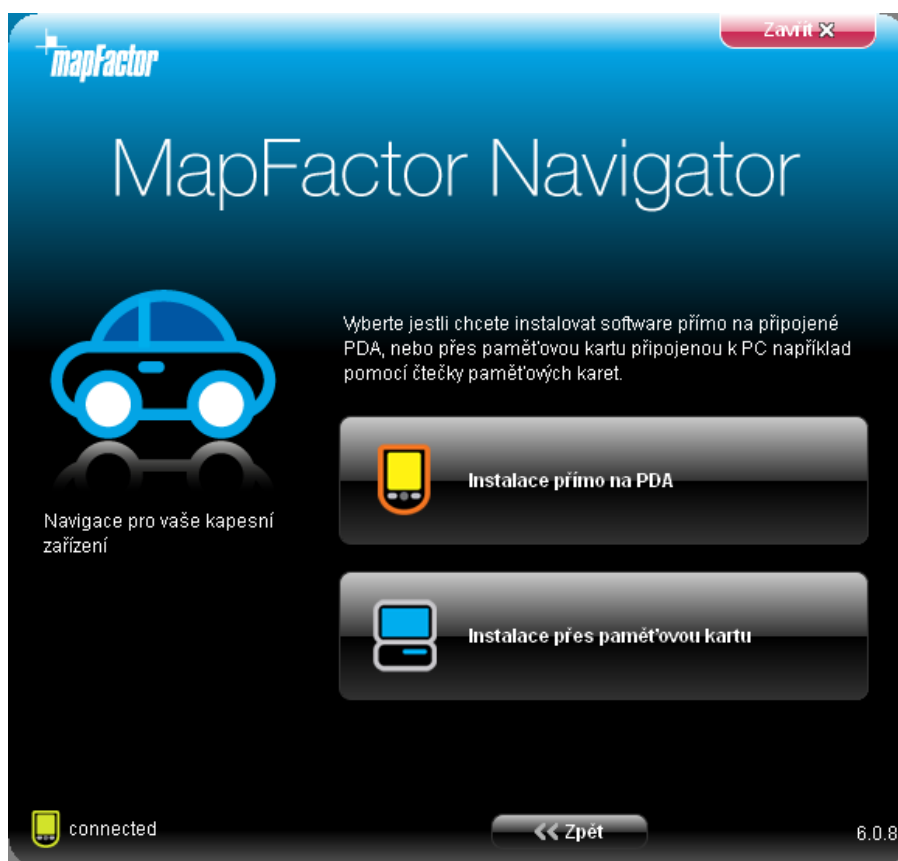 Zavřít X
mapFactor
MapFactor Navigator
Vyberte jestli chcete instalovat software přímo na připojené
PDA, nebo přes paměťovou kartu připojenou k PC například
pomocí čtečky paměťových karet.
Instalace přímo na PDA
Navigace pro vaše kapesní
zařízení
Instalace přes paměťovou kartu
connected
Zpět
6.0.8